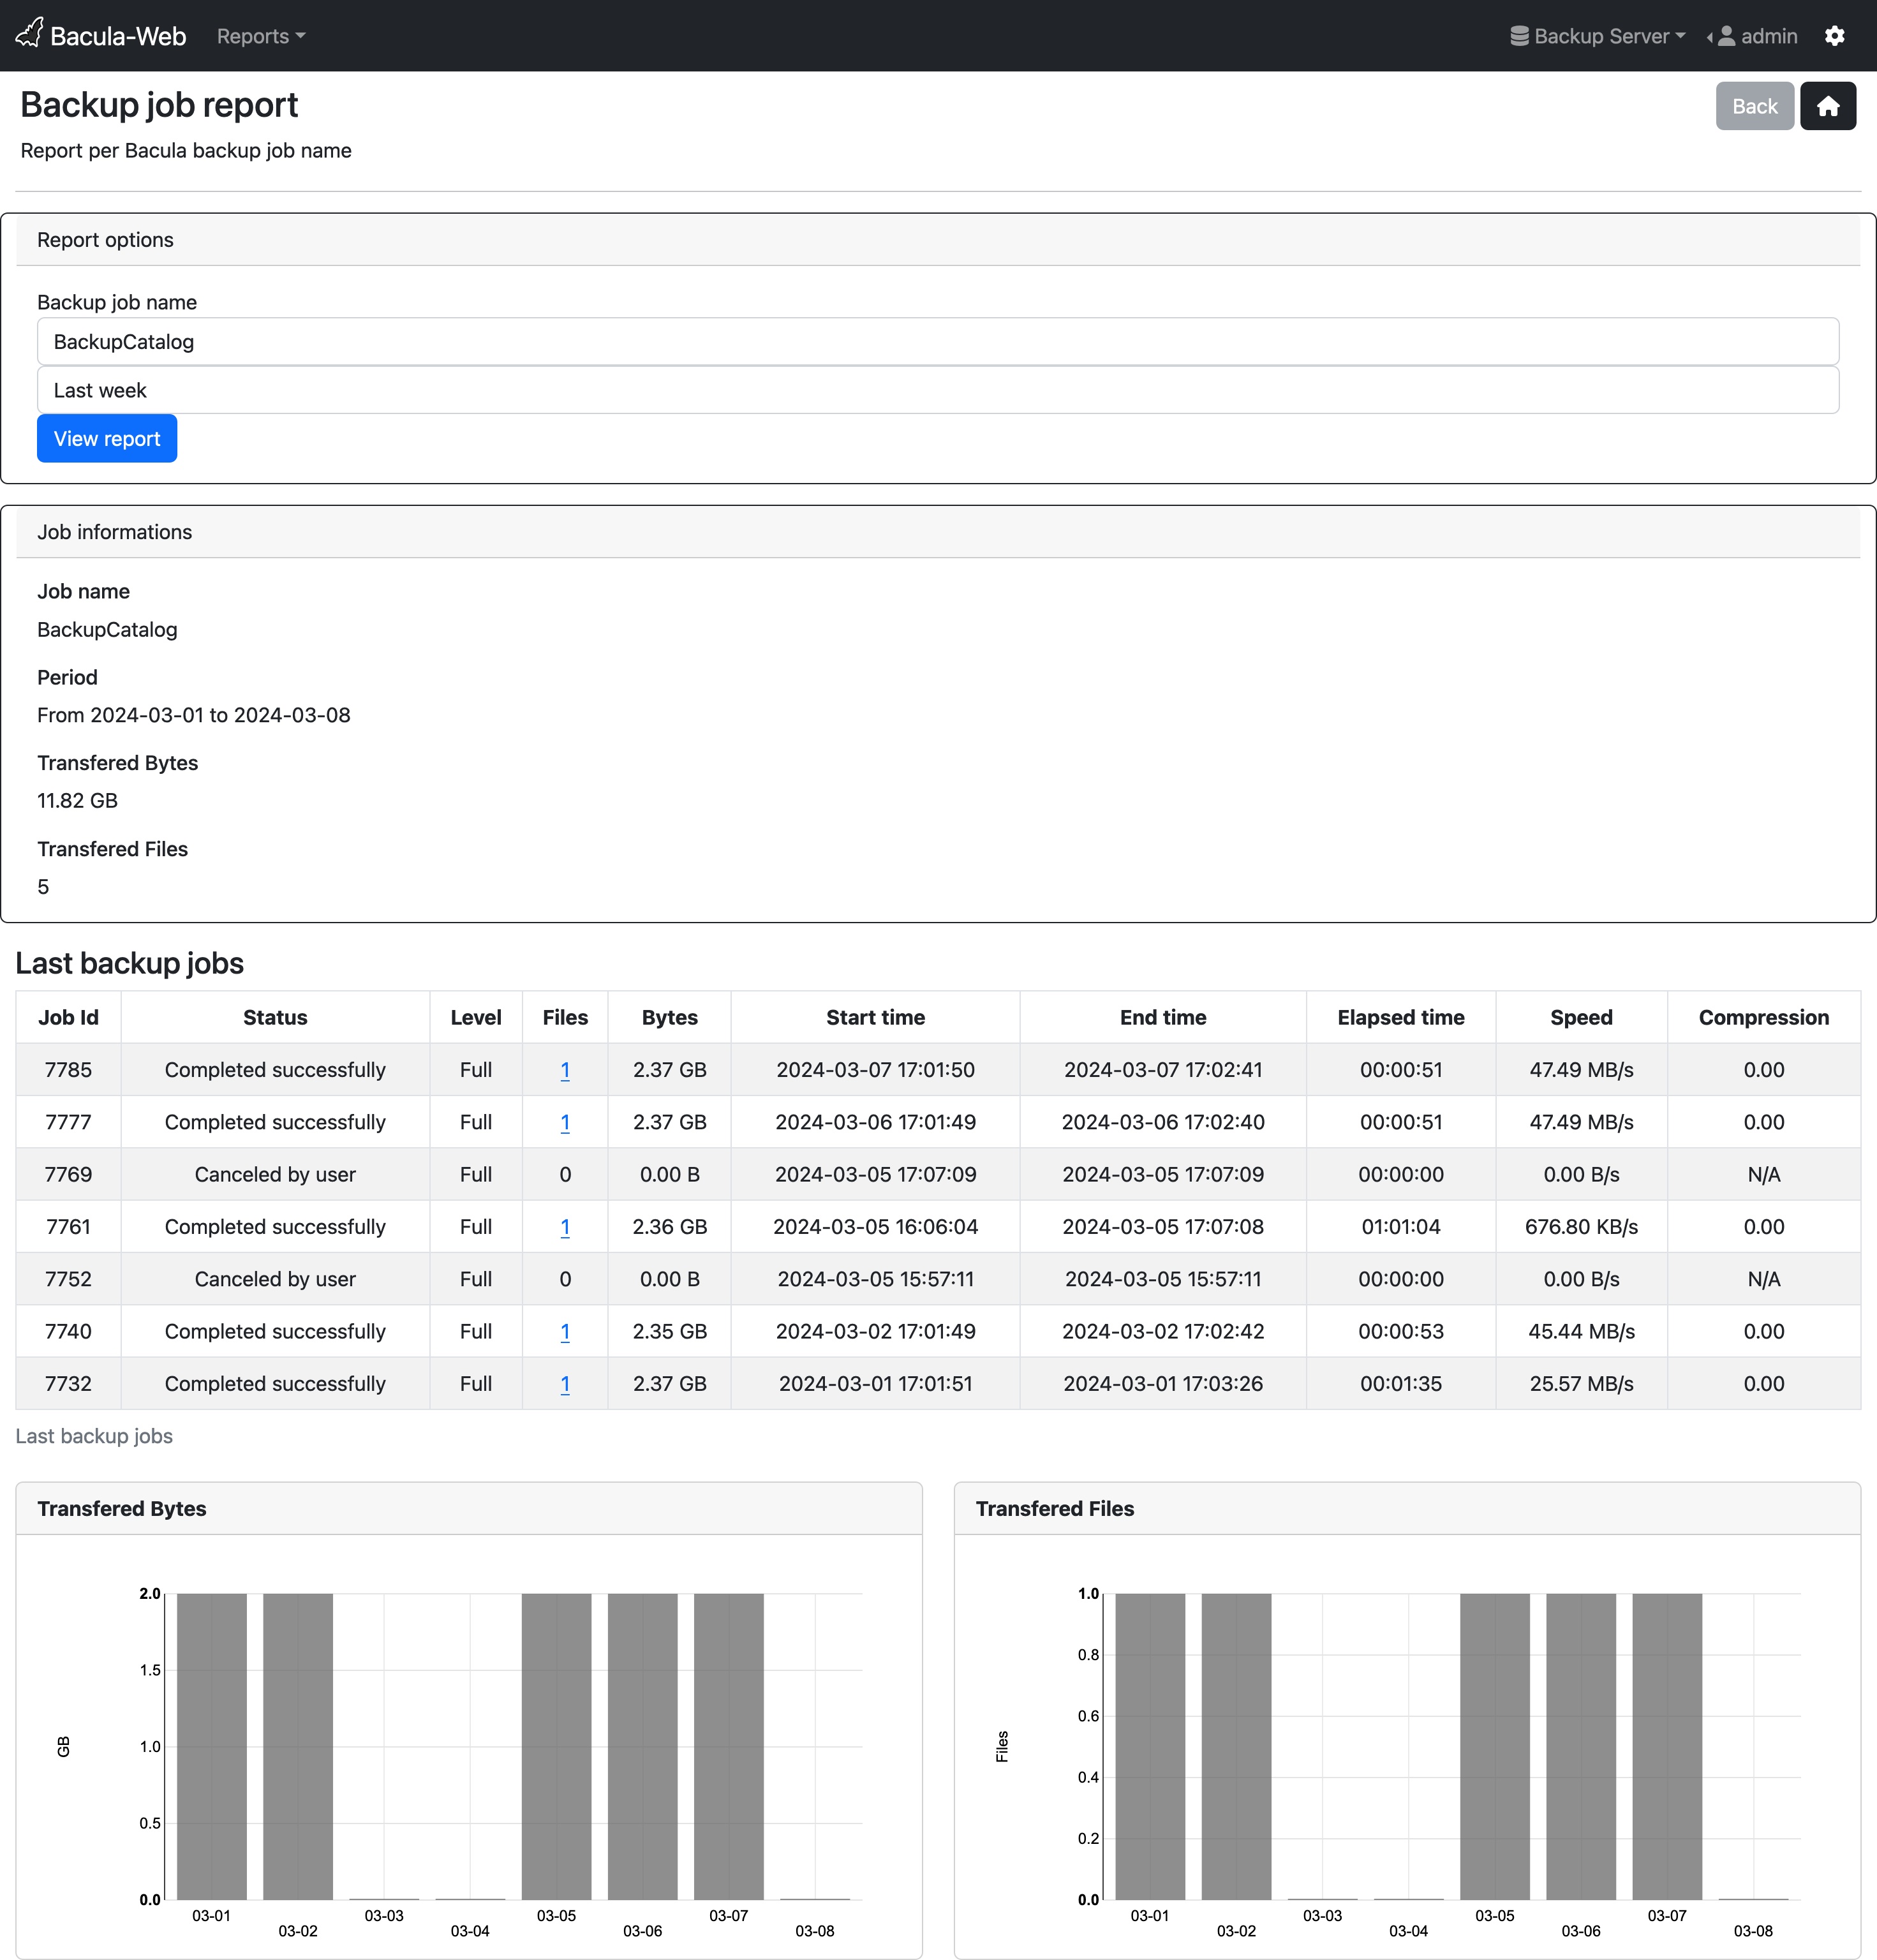 Bacula-Web Reports Backup Server admin
Backup job report Back
Report per Bacula backup job name
Report options
Backup job name
BackupCatalog
Last week
View report
Job informations
Job name
BackupCatalog
Period
From 2024-03-01 to 2024-03-08
Transfered Bytes
11.82 GB
Transfered Files
5
Last backup jobs
Job Id Status Level Files Bytes Start time End time Elapsed time Speed Compression
7785 Completed successfully Full 1 2.37 GB 2024-03-07 17:01:50 2024-03-07 17:02:41 00:00:51 47.49 MB/s 0.00
7777 Completed successfully Full 1 2.37 GB 2024-03-06 17:01:49 2024-03-06 17:02:40 00:00:51 47.49 MB/s 0.00
7769 Canceled by user Full 0 0.00 B 2024-03-05 17:07:09 2024-03-05 17:07:09 00:00:00 0.00 B/s N/A
7761 Completed successfully Full 1 2.36 GB 2024-03-05 16:06:04 2024-03-05 17:07:08 01:01:04 676.80 KB/s 0.00
7752 Canceled by user Full 0 0.00 B 2024-03-05 15:57:11 2024-03-05 15:57:11 00:00:00 0.00 B/s N/A
7740 Completed successfully Full 1 2.35 GB 2024-03-02 17:01:49 2024-03-02 17:02:42 00:00:53 45.44 MB/s 0.00
7732 Completed successfully Full 1 2.37 GB 2024-03-01 17:01:51 2024-03-01 17:03:26 00:01:35 25.57 MB/s 0.00
Last backup jobs
Transfered Bytes
2.0
1.5
1.0
0.5
0.0
GB
03-01 03-02 03-03 03-04 03-05 03-06 03-07 03-08
Transfered Files
1.0
0.8
0.6
0.4
0.2
0.0
Files
03-01 03-02 03-03 03-04 03-05 03-06 03-07 03-08